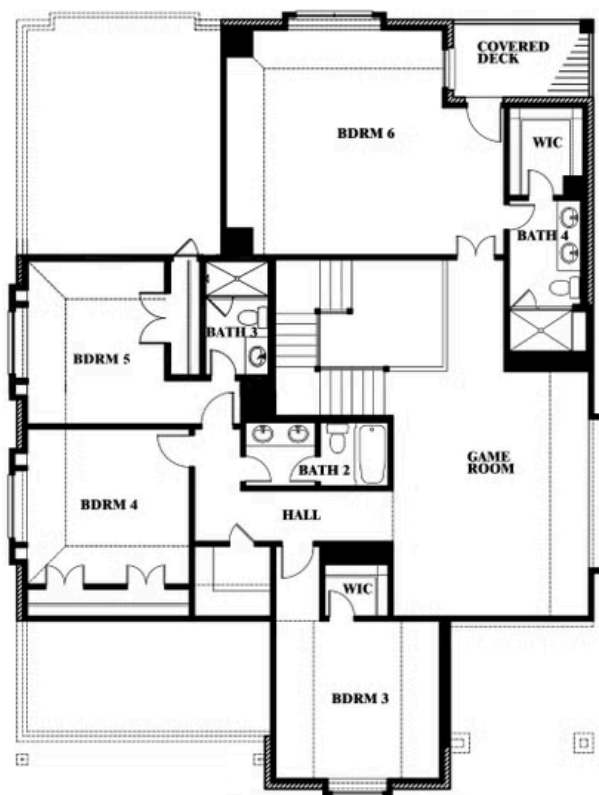 COVERED
DECK
BDRM 6
WIC
BATH 4
BATH 3
BDRM 5
GAME
ROOM
BATH 2
BDRM 4
HALL
WIC
BDRM 3